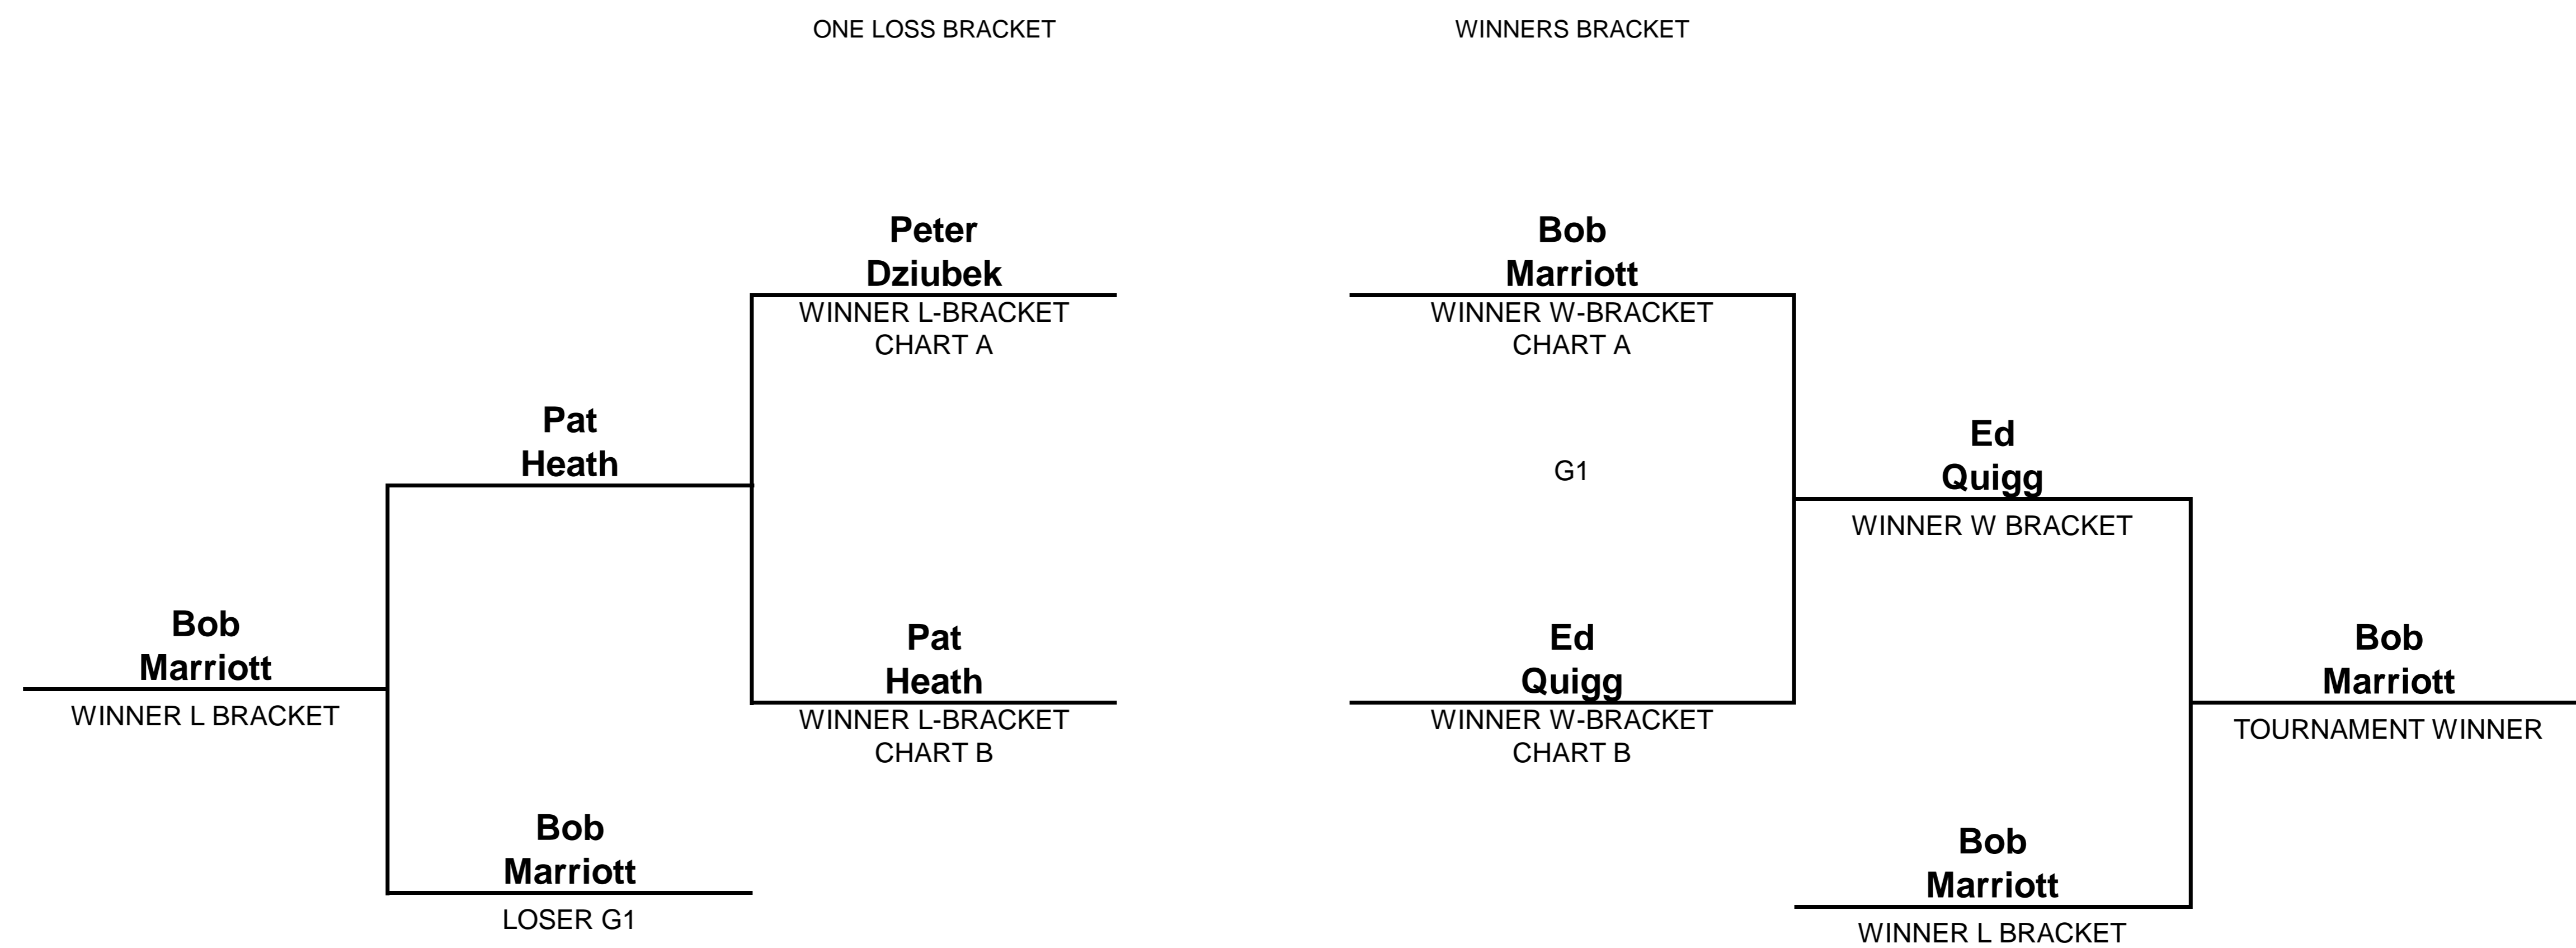 ONE LOSS BRACKET
WINNERS BRACKET
Peter
Dziubek
WINNER L-BRACKET
CHART A
Bob
Marriott
WINNER W-BRACKET
CHART A
Pat
Heath
G1
Ed
Quigg
WINNER W BRACKET
Bob
Marriott
WINNER L BRACKET
Pat
Heath
WINNER L-BRACKET
CHART B
Ed
Quigg
WINNER W-BRACKET
CHART B
Bob
Marriott
TOURNAMENT WINNER
Bob
Marriott
LOSER G1
Bob
Marriott
WINNER L BRACKET